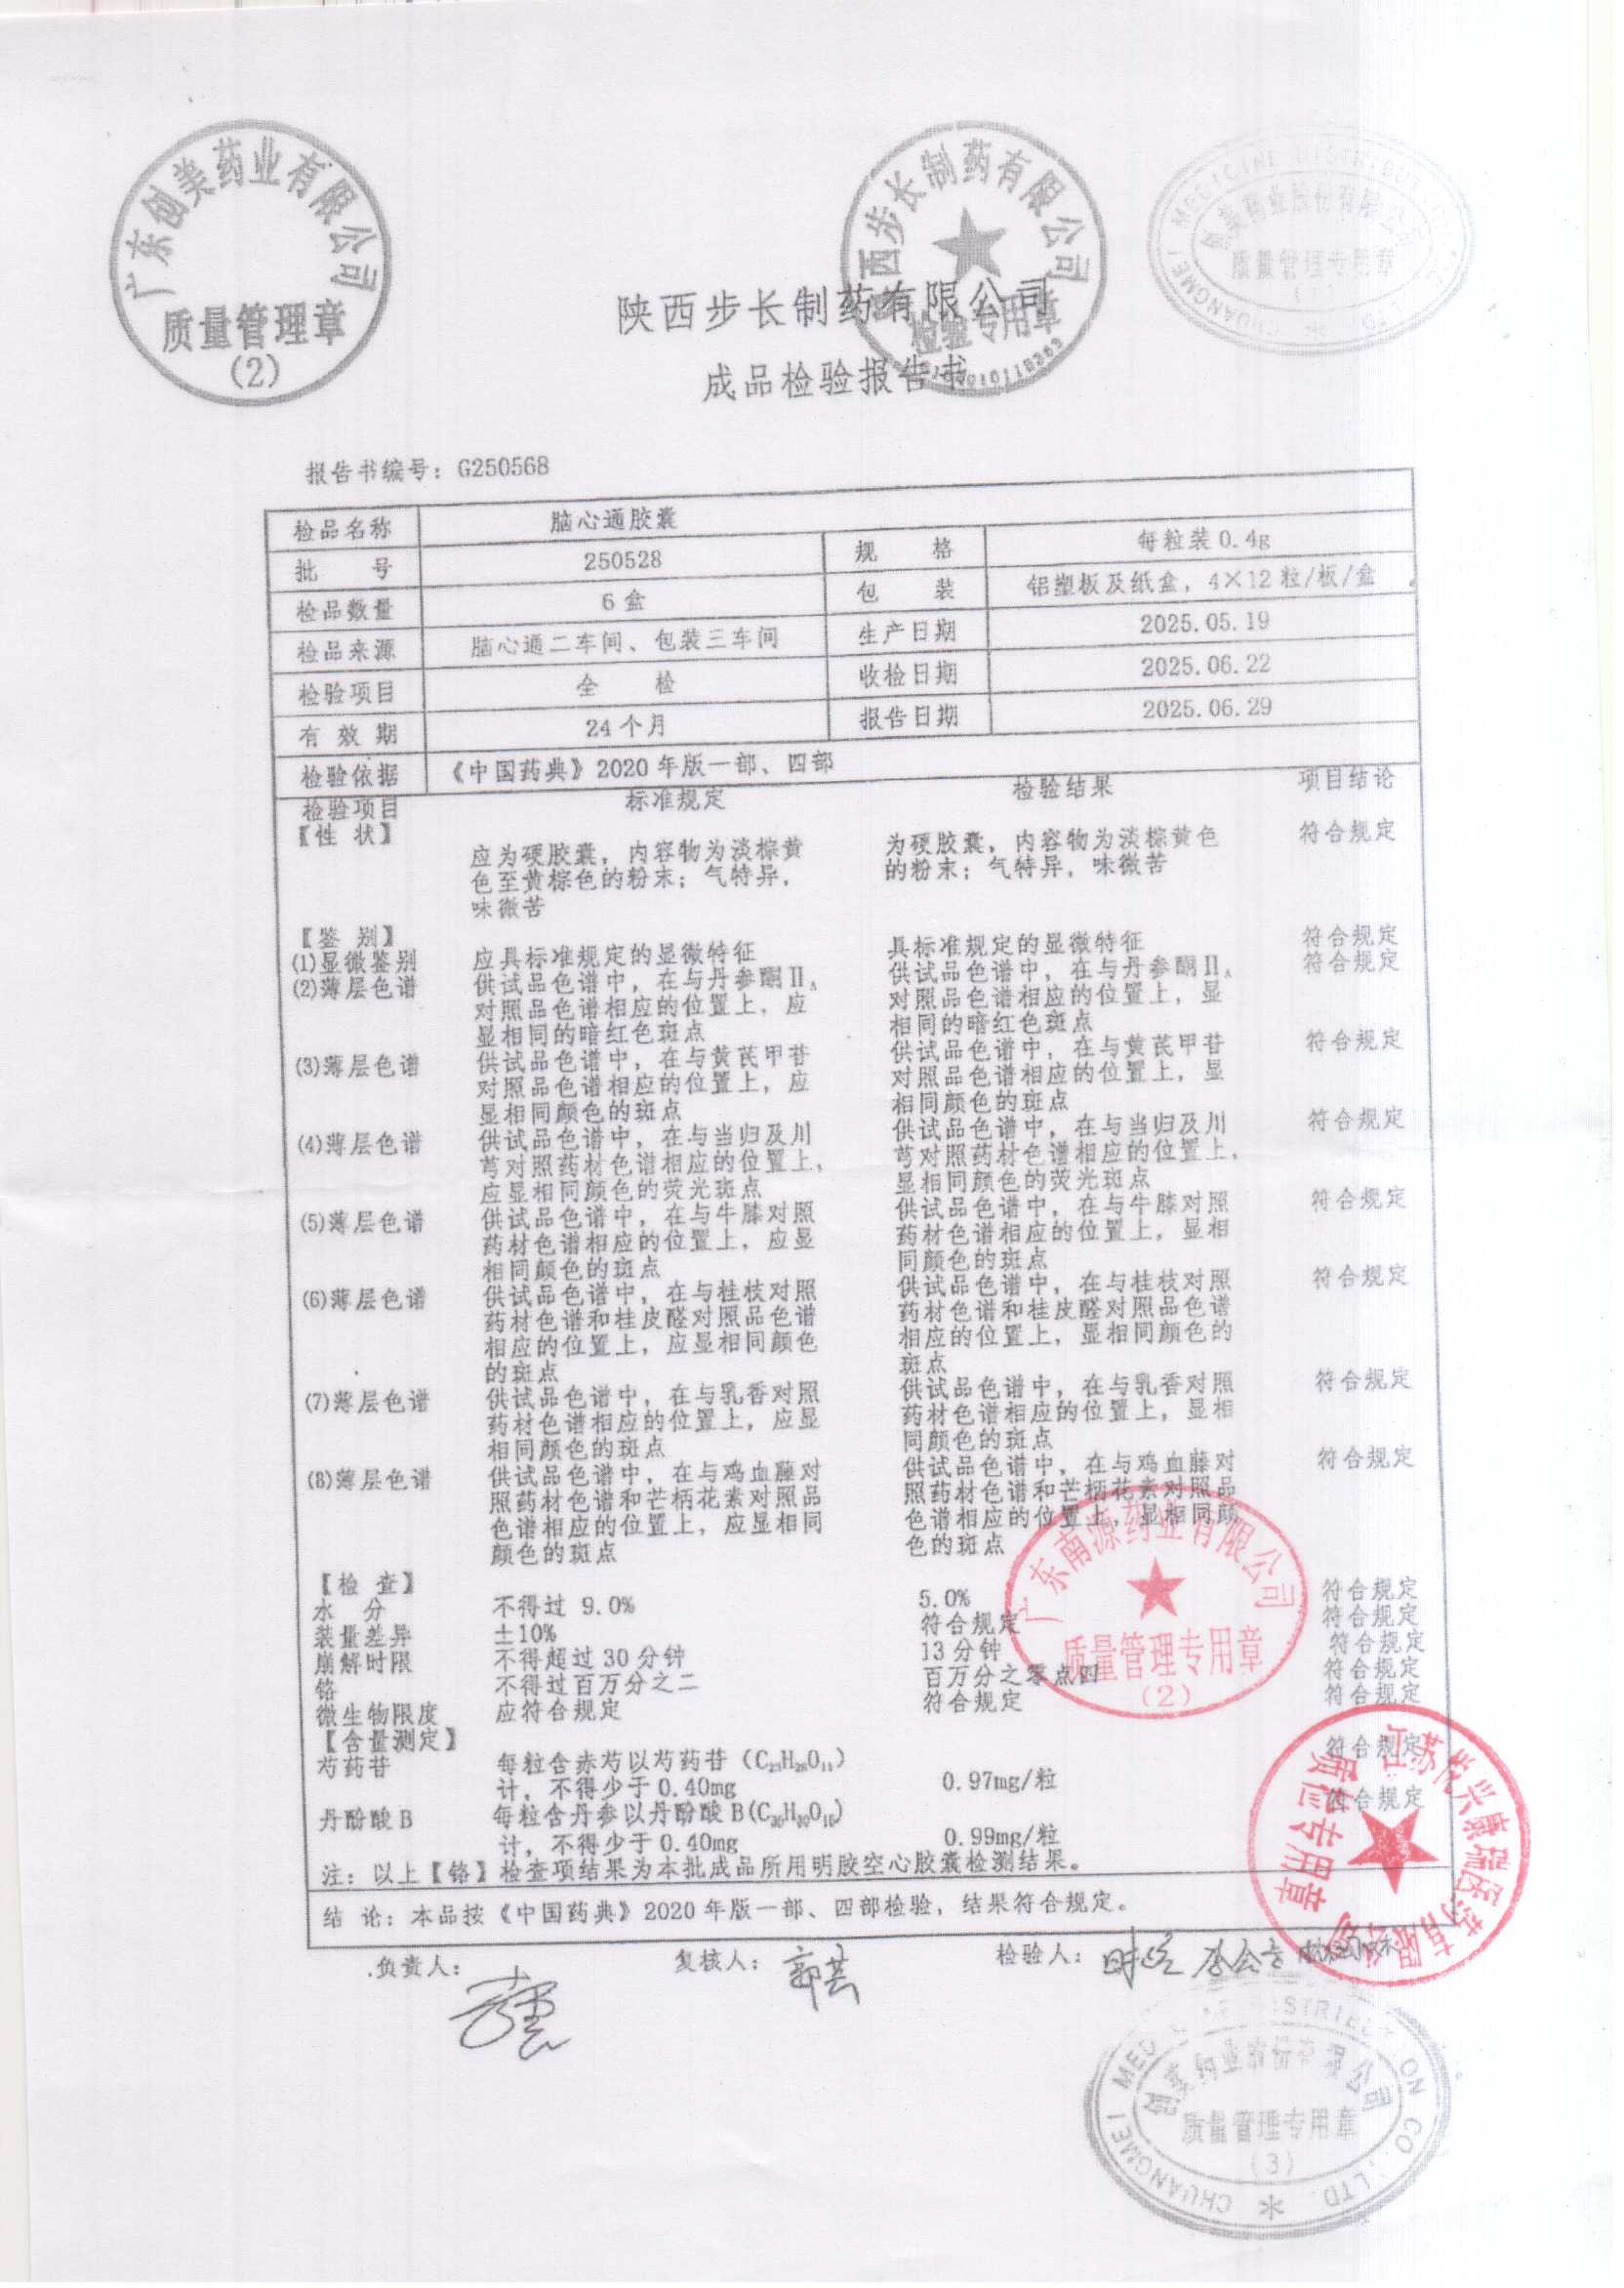 广东创美药业有限公司
质量管理章
(2)
西步长制药有限公司
检验专用章
MEDICINE DISTRIBUT
CHUANGMEI
美药业股份有限公司
质量管理专用章
陕西步长制药有限公司
成品检验报告书
报告书编号：G250568
检品名称 脑心通胶囊
批 号 250528 规 格 每粒装0.4g
检品数量 6盒 包 装 铝塑板及纸盒，4×12粒/板/盒
检品来源 脑心通二车间、包装三车间 生产日期 2025.05.19
检验项目 全 检 收检日期 2025.06.22
有 效 期 24个月 报告日期 2025.06.29
检验依据 《中国药典》2020年版一部、四部
检验项目 标准规定 检验结果 项目结论
【性 状】 应为硬胶囊，内容物为淡棕黄 为硬胶囊，内容物为淡棕黄色 符合规定
色至黄棕色的粉末；气特异， 的粉末；气特异，味微苦
味微苦
【鉴 别】
(1)显微鉴别 应具标准规定的显微特征 具标准规定的显微特征 符合规定
(2)薄层色谱 供试品色谱中，在与丹参酮ⅡA 供试品色谱中，在与丹参酮ⅡA 符合规定
对照品色谱相应的位置上，应 对照品色谱相应的位置上，显
显相同的暗红色斑点 相同的暗红色斑点
(3)薄层色谱 供试品色谱中，在与黄芪甲苷 供试品色谱中，在与黄芪甲苷 符合规定
对照品色谱相应的位置上，应 对照品色谱相应的位置上，显
显相同颜色的斑点 相同颜色的斑点
(4)薄层色谱 供试品色谱中，在与当归及川 供试品色谱中，在与当归及川 符合规定
芎对照药材色谱相应的位置上， 芎对照药材色谱相应的位置上，
应显相同颜色的荧光斑点 显相同颜色的荧光斑点
(5)薄层色谱 供试品色谱中，在与牛膝对照 供试品色谱中，在与牛膝对照 符合规定
药材色谱相应的位置上，应显 药材色谱相应的位置上，显相
相同颜色的斑点 同颜色的斑点
(6)薄层色谱 供试品色谱中，在与桂枝对照 供试品色谱中，在与桂枝对照 符合规定
药材色谱和桂皮醛对照品色谱 药材色谱和桂皮醛对照品色谱
相应的位置上，应显相同颜色 相应的位置上，显相同颜色的
的斑点 斑点
(7)薄层色谱 供试品色谱中，在与乳香对照 供试品色谱中，在与乳香对照 符合规定
药材色谱相应的位置上，应显 药材色谱相应的位置上，显相
相同颜色的斑点 同颜色的斑点
(8)薄层色谱 供试品色谱中，在与鸡血藤对 供试品色谱中，在与鸡血藤对 符合规定
照药材色谱和芒柄花素对照品 照药材色谱和芒柄花素对照品
色谱相应的位置上，应显相同 色谱相应的位置上，显相同颜
颜色的斑点 色的斑点
【检 查】
水 分 不得过 9.0% 5.0% 符合规定
装量差异 ±10% 符合规定 符合规定
崩解时限 不得超过30分钟 13分钟 符合规定
铬 不得过百万分之二 百万分之零点四 符合规定
微生物限度 应符合规定 符合规定 符合规定
【含量测定】
芍药苷 每粒含赤芍以芍药苷（C23H28O11） 符合规定
计，不得少于0.40mg 0.97mg/粒
丹酚酸B 每粒含丹参以丹酚酸B(C36H30O16) 符合规定
计，不得少于0.40mg 0.99mg/粒
注：以上【铬】检查项结果为本批成品所用明胶空心胶囊检测结果。
结 论：本品按《中国药典》2020年版一部、四部检验，结果符合规定。
负责人： 复核人：郭芸 检验人：
广东南源药业有限公司
质量管理专用章
(2)
质检专用章
MEDICINE DISTRIBUTION CO.,LTD.
CHUANGMEI
美药业股份有限公司
质量管理专用章
(3)